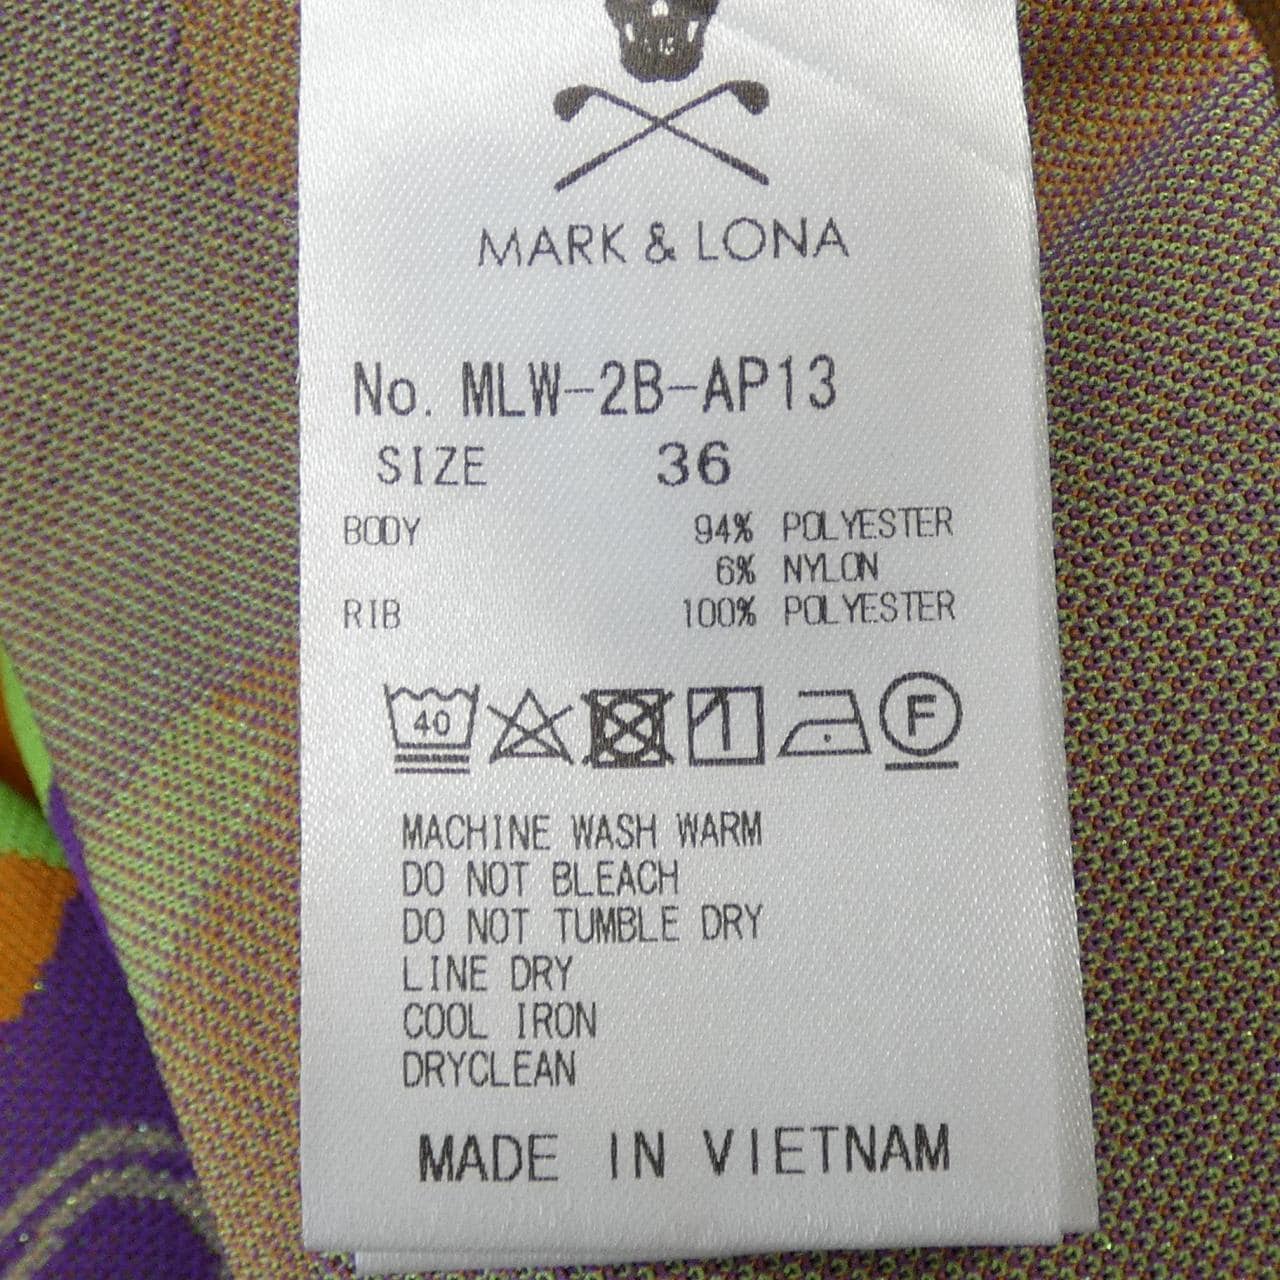 MARK & LONA
No. MLW-2B-AP13
SIZE 36
BODY 94% POLYESTER
6% NYLON
RIB 100% POLYESTER
40 F
MACHINE WASH WARM
DO NOT BLEACH
DO NOT TUMBLE DRY
LINE DRY
COOL IRON
DRYCLEAN
MADE IN VIETNAM